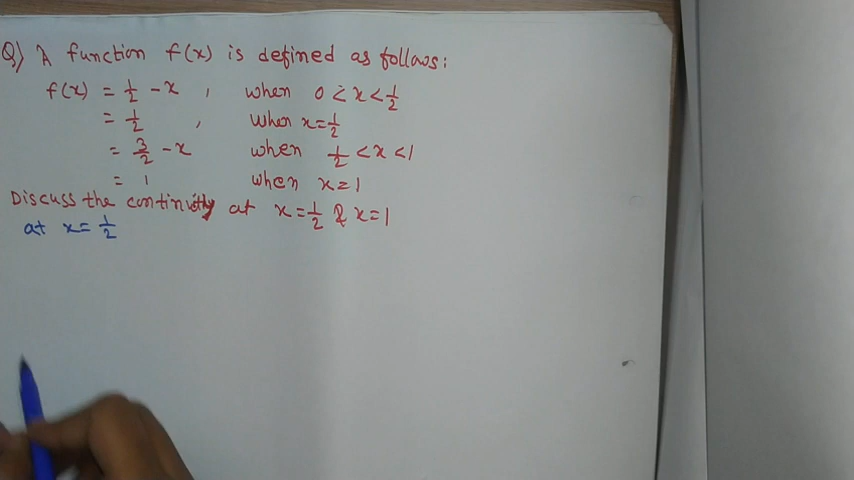 Q) A function f(x) is defined as follows:
f(x) = 1/2 - x , when 0 < x < 1/2
= 1/2 , when x = 1/2
= 3/2 - x when 1/2 < x < 1
= 1 when x = 1
Discuss the continuity at x = 1/2 & x = 1
at x = 1/2